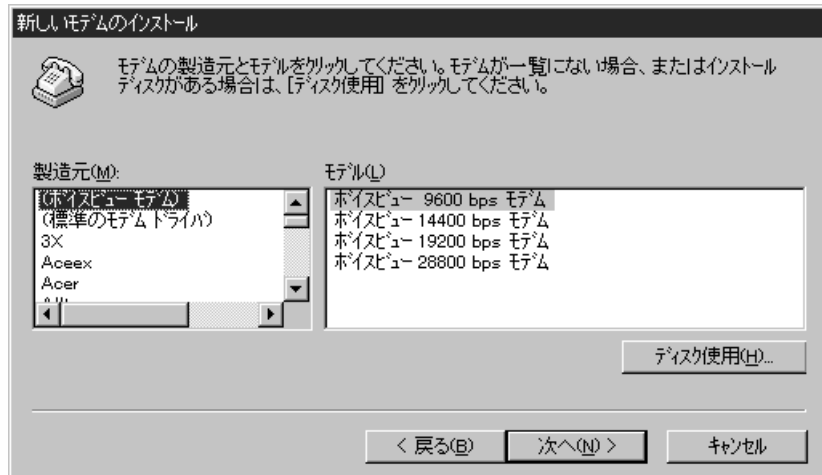 新しいモデムのインストール
モデムの製造元とモデルをクリックしてください。モデムが一覧にない場合、またはインストール
ディスクがある場合は、[ディスク使用] をクリックしてください。
製造元(M):
モデル(L)
(ボイスビュー モデム)
(標準のモデム ドライバ)
3X
Aceex
Acer
ボイスビュー 9600 bps モデム
ボイスビュー 14400 bps モデム
ボイスビュー 19200 bps モデム
ボイスビュー 28800 bps モデム
ディスク使用(H)...
< 戻る(B)
次へ(N) >
キャンセル